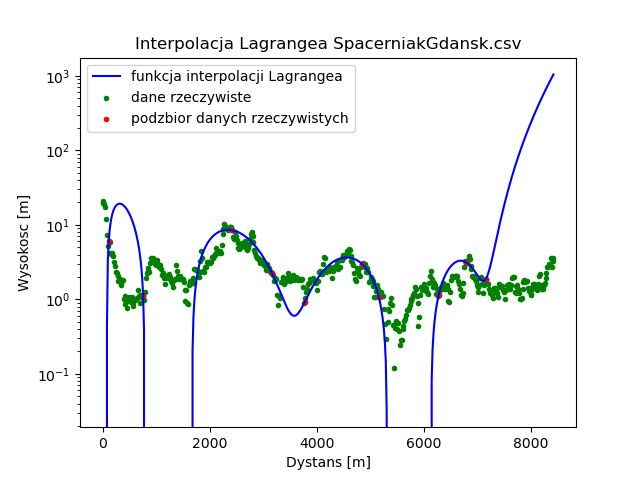 Interpolacja Lagrangea SpacerniakGdansk.csv
funkcja interpolacji Lagrangea
dane rzeczywiste
podzbior danych rzeczywistych
Wysokosc [m]
10³
10²
10¹
10⁰
10⁻¹
0 2000 4000 6000 8000
Dystans [m]